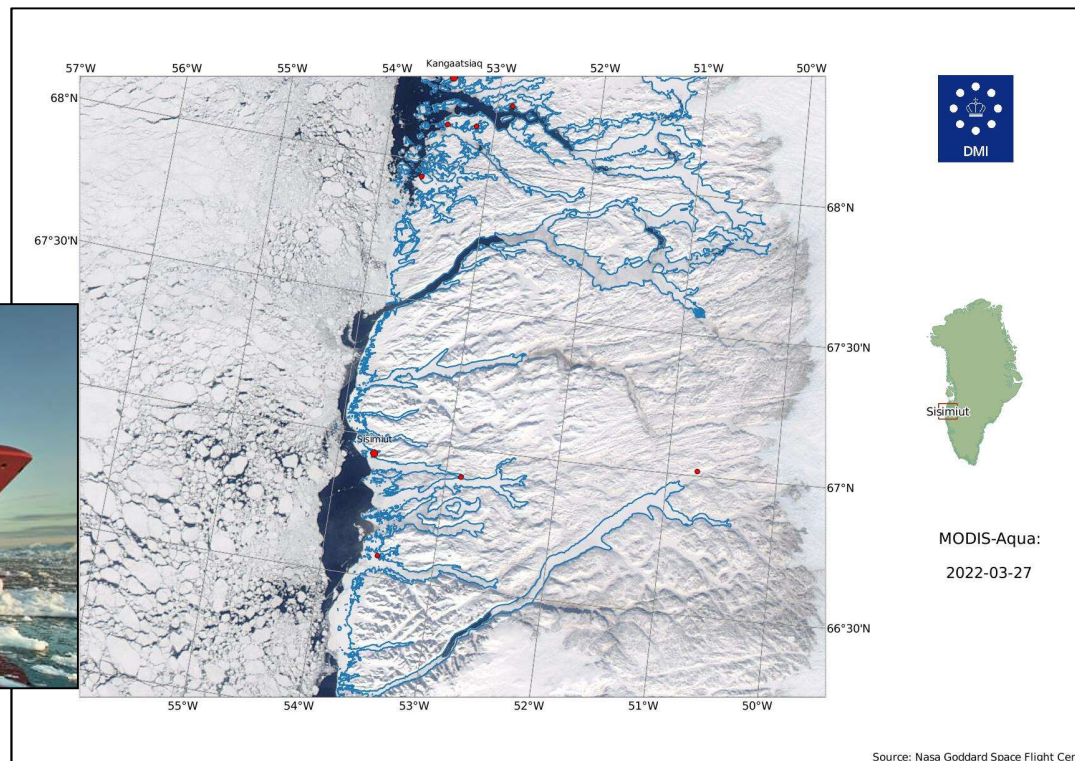 Kangaatsiaq
57°W 56°W 55°W 54°W 53°W 52°W 51°W 50°W
68°N
DMI
68°N
67°30'N
67°30'N
Sisimiut
Sisimiut
67°N
MODIS-Aqua:
2022-03-27
66°30'N
55°W 54°W 53°W 52°W 51°W 50°W
Source: Nasa Goddard Space Flight Cen